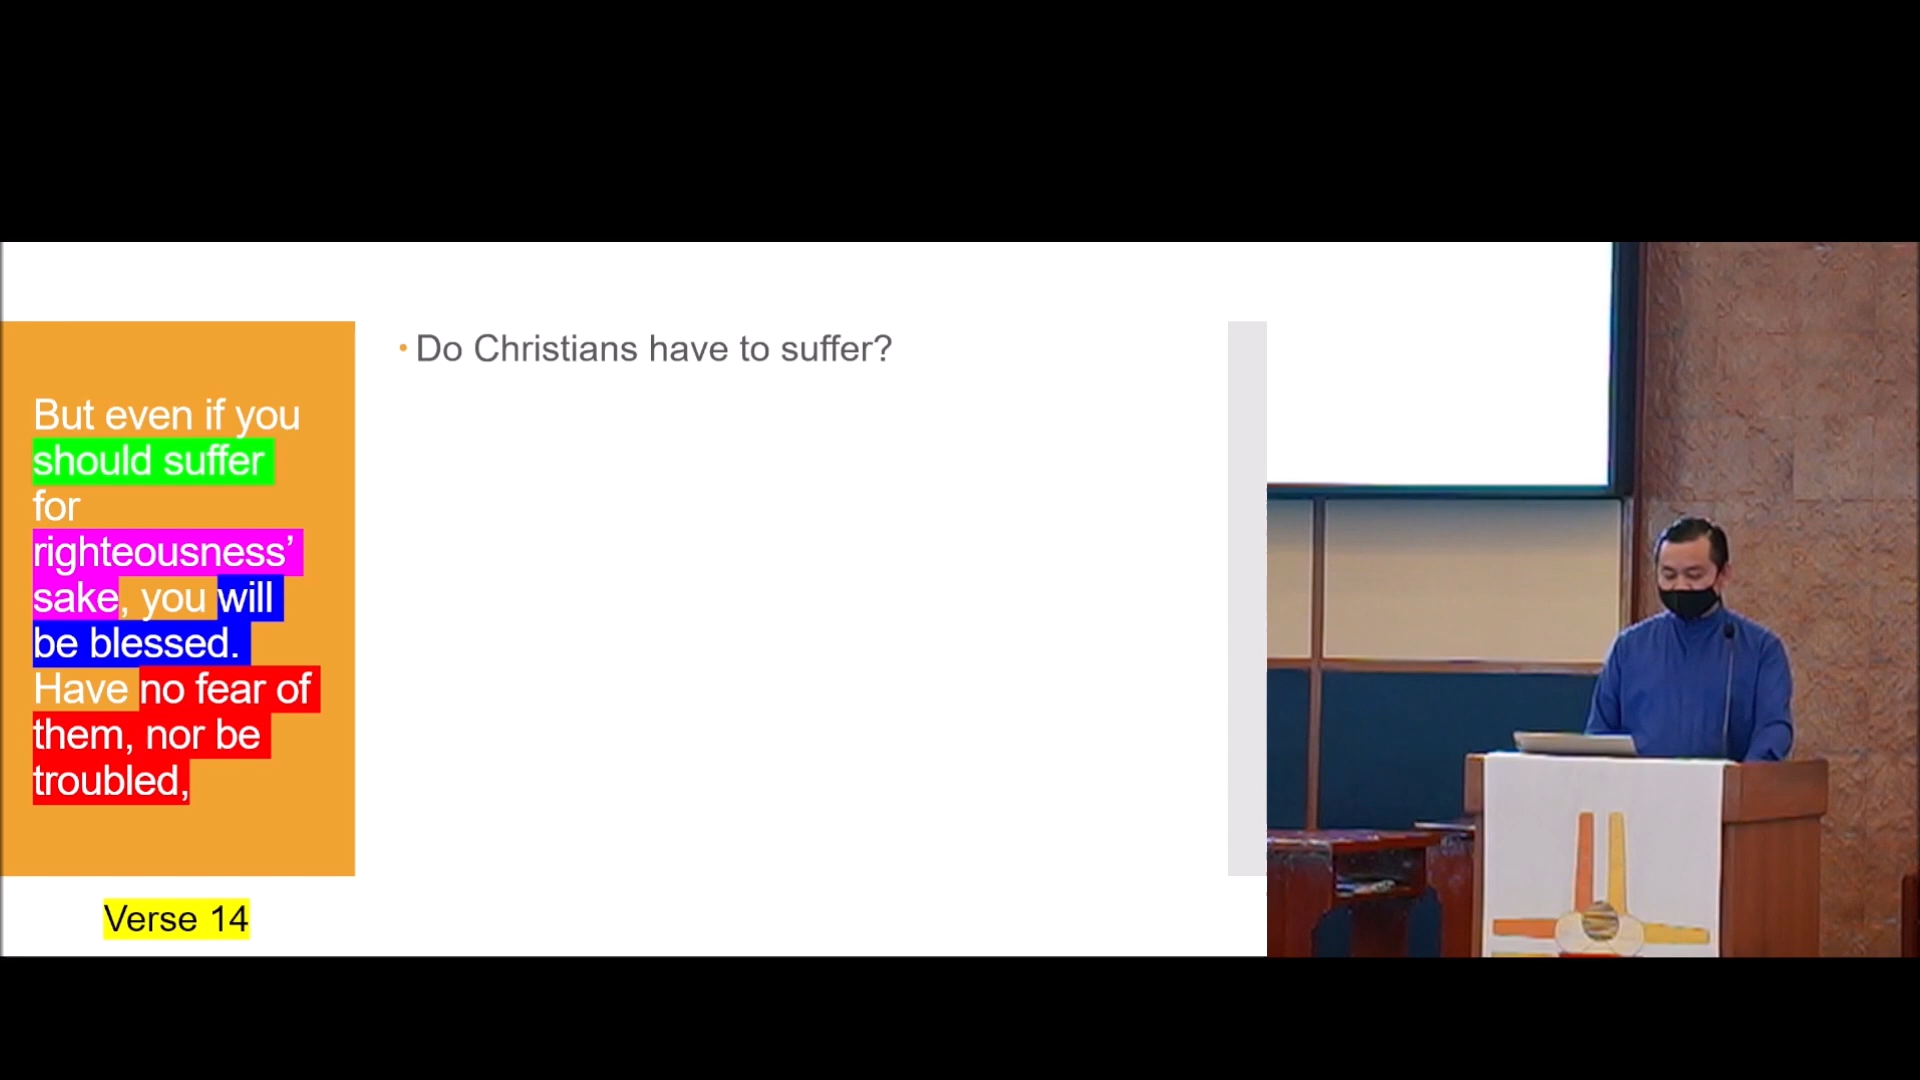 But even if you
should suffer
for
righteousness’
sake, you will
be blessed.
Have no fear of
them, nor be
troubled,
Verse 14
• Do Christians have to suffer?